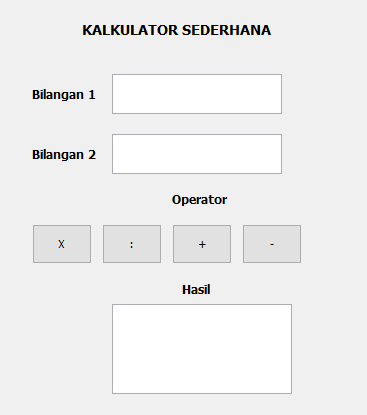 KALKULATOR SEDERHANA
Bilangan 1
Bilangan 2
Operator
X : + -
Hasil